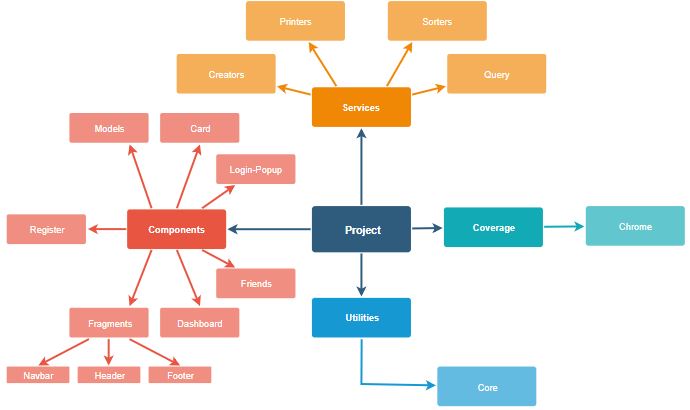 Printers
Sorters
Creators
Query
Services
Models
Card
Login-Popup
Register
Components
Project
Coverage
Chrome
Friends
Fragments
Dashboard
Utilities
Navbar
Header
Footer
Core